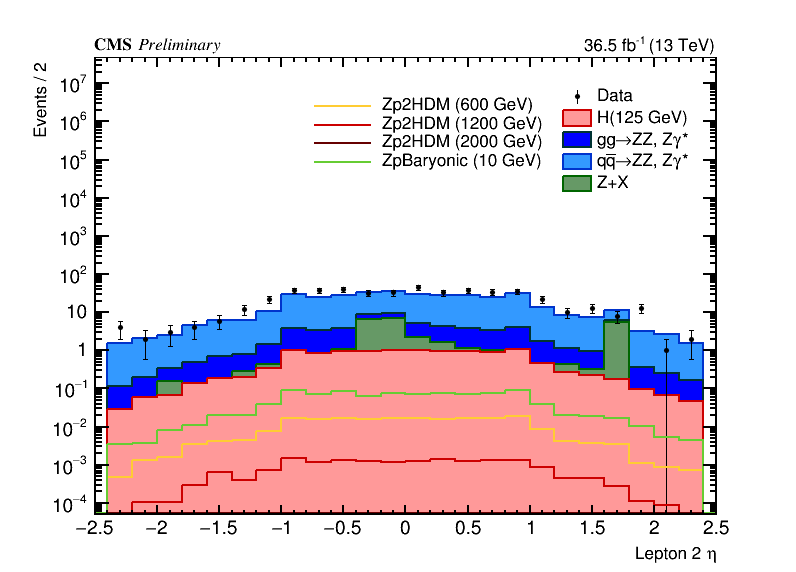 CMS Preliminary 36.5 fb⁻¹ (13 TeV)
Events / 2
10⁷
10⁶
10⁵
10⁴
10³
10²
10
1
10⁻¹
10⁻²
10⁻³
10⁻⁴
Zp2HDM (600 GeV)
Zp2HDM (1200 GeV)
Zp2HDM (2000 GeV)
ZpBaryonic (10 GeV)
Data
H(125 GeV)
gg→ZZ, Zγ*
qq̅→ZZ, Zγ*
Z+X
−2.5 −2 −1.5 −1 −0.5 0 0.5 1 1.5 2 2.5
Lepton 2 η